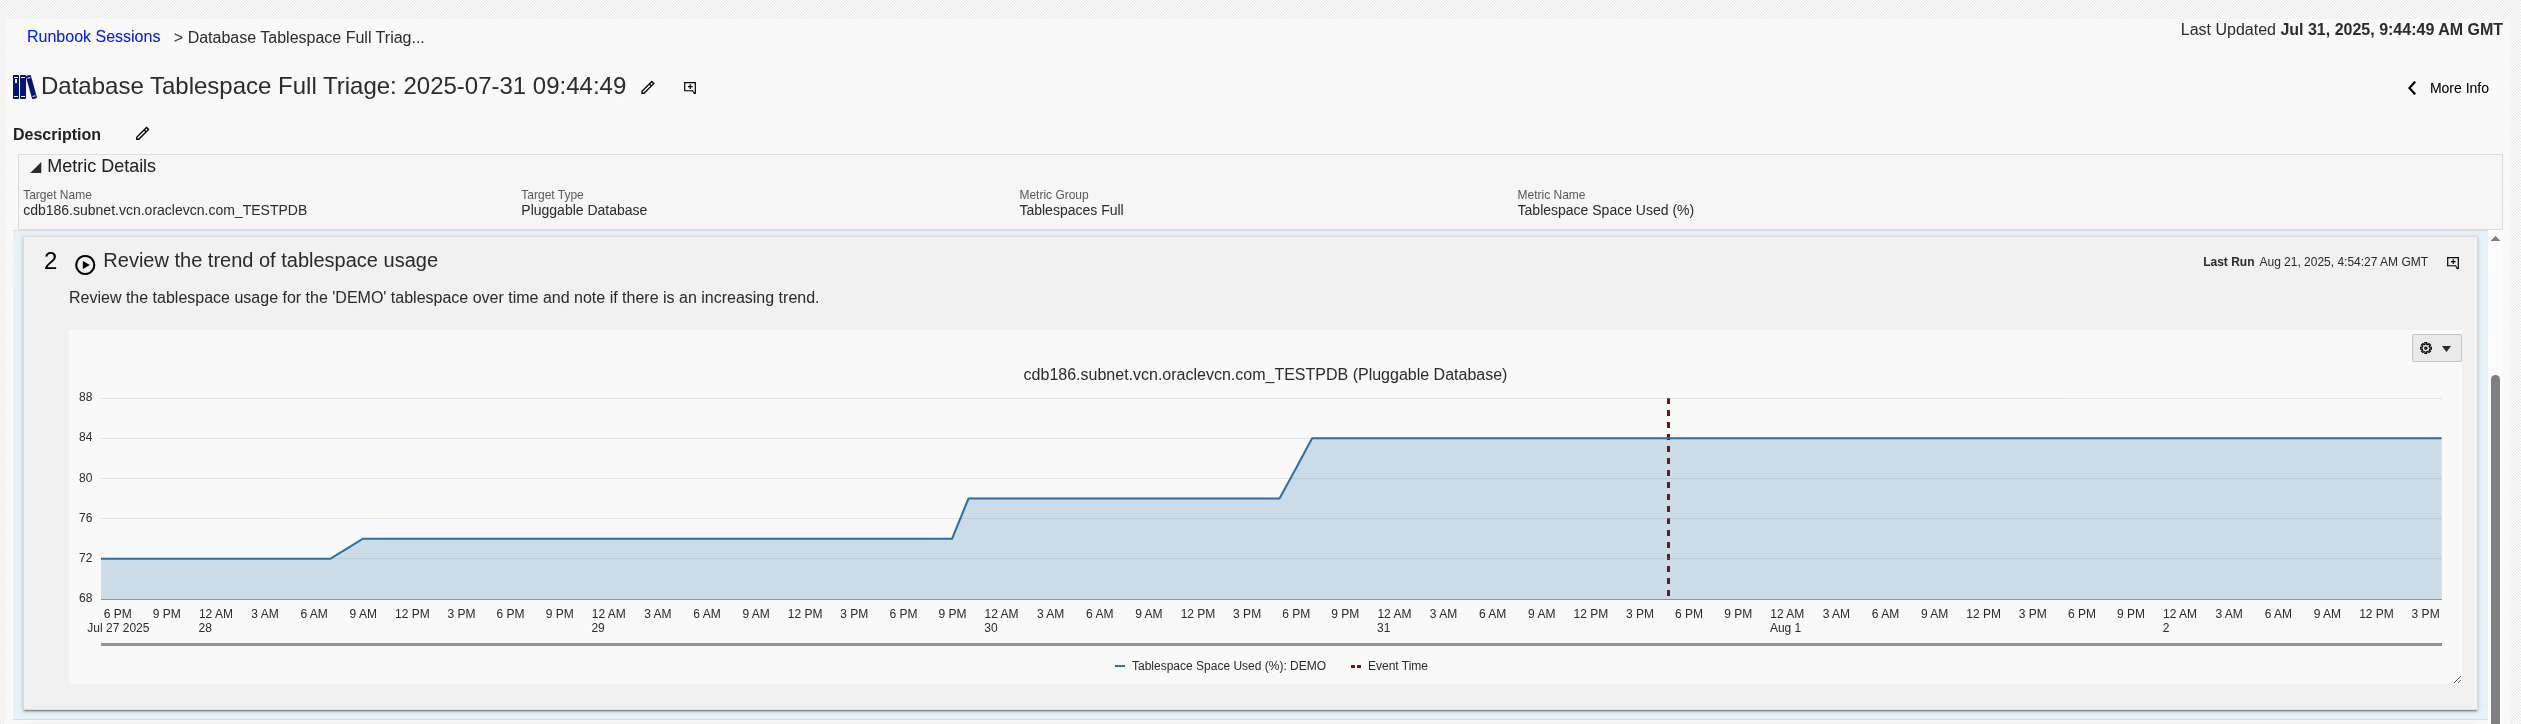 Last Updated Jul 31, 2025, 9:44:49 AM GMT
Runbook Sessions > Database Tablespace Full Triag...
Database Tablespace Full Triage: 2025-07-31 09:44:49
More Info
Description
Metric Details
Target Name Target Type Metric Group Metric Name
cdb186.subnet.vcn.oraclevcn.com_TESTPDB Pluggable Database Tablespaces Full Tablespace Space Used (%)
2 Review the trend of tablespace usage
Last Run Aug 21, 2025, 4:54:27 AM GMT
Review the tablespace usage for the 'DEMO' tablespace over time and note if there is an increasing trend.
cdb186.subnet.vcn.oraclevcn.com_TESTPDB (Pluggable Database)
88
84
80
76
72
68
6 PM 9 PM 12 AM 3 AM 6 AM 9 AM 12 PM 3 PM 6 PM 9 PM 12 AM 3 AM 6 AM 9 AM 12 PM 3 PM 6 PM 9 PM 12 AM 3 AM 6 AM 9 AM 12 PM 3 PM 6 PM 9 PM 12 AM 3 AM 6 AM 9 AM 12 PM 3 PM 6 PM 9 PM 12 AM 3 AM 6 AM 9 AM 12 PM 3 PM 6 PM 9 PM 12 AM 3 AM 6 AM 9 AM 12 PM 3 PM
Jul 27 2025 28 29 30 31 Aug 1 2
Tablespace Space Used (%): DEMO Event Time